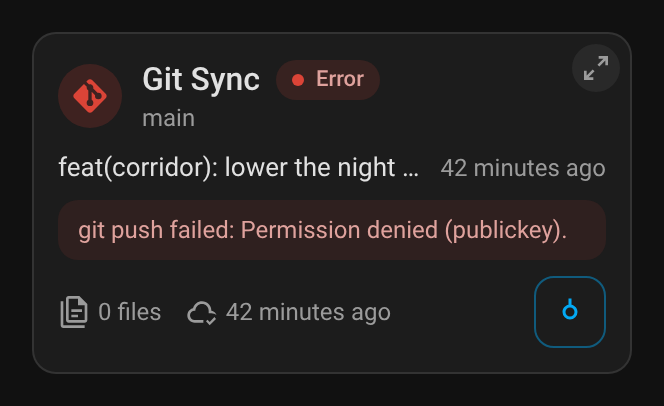 Git Sync
Error
main
feat(corridor): lower the night ...
42 minutes ago
git push failed: Permission denied (publickey).
0 files
42 minutes ago